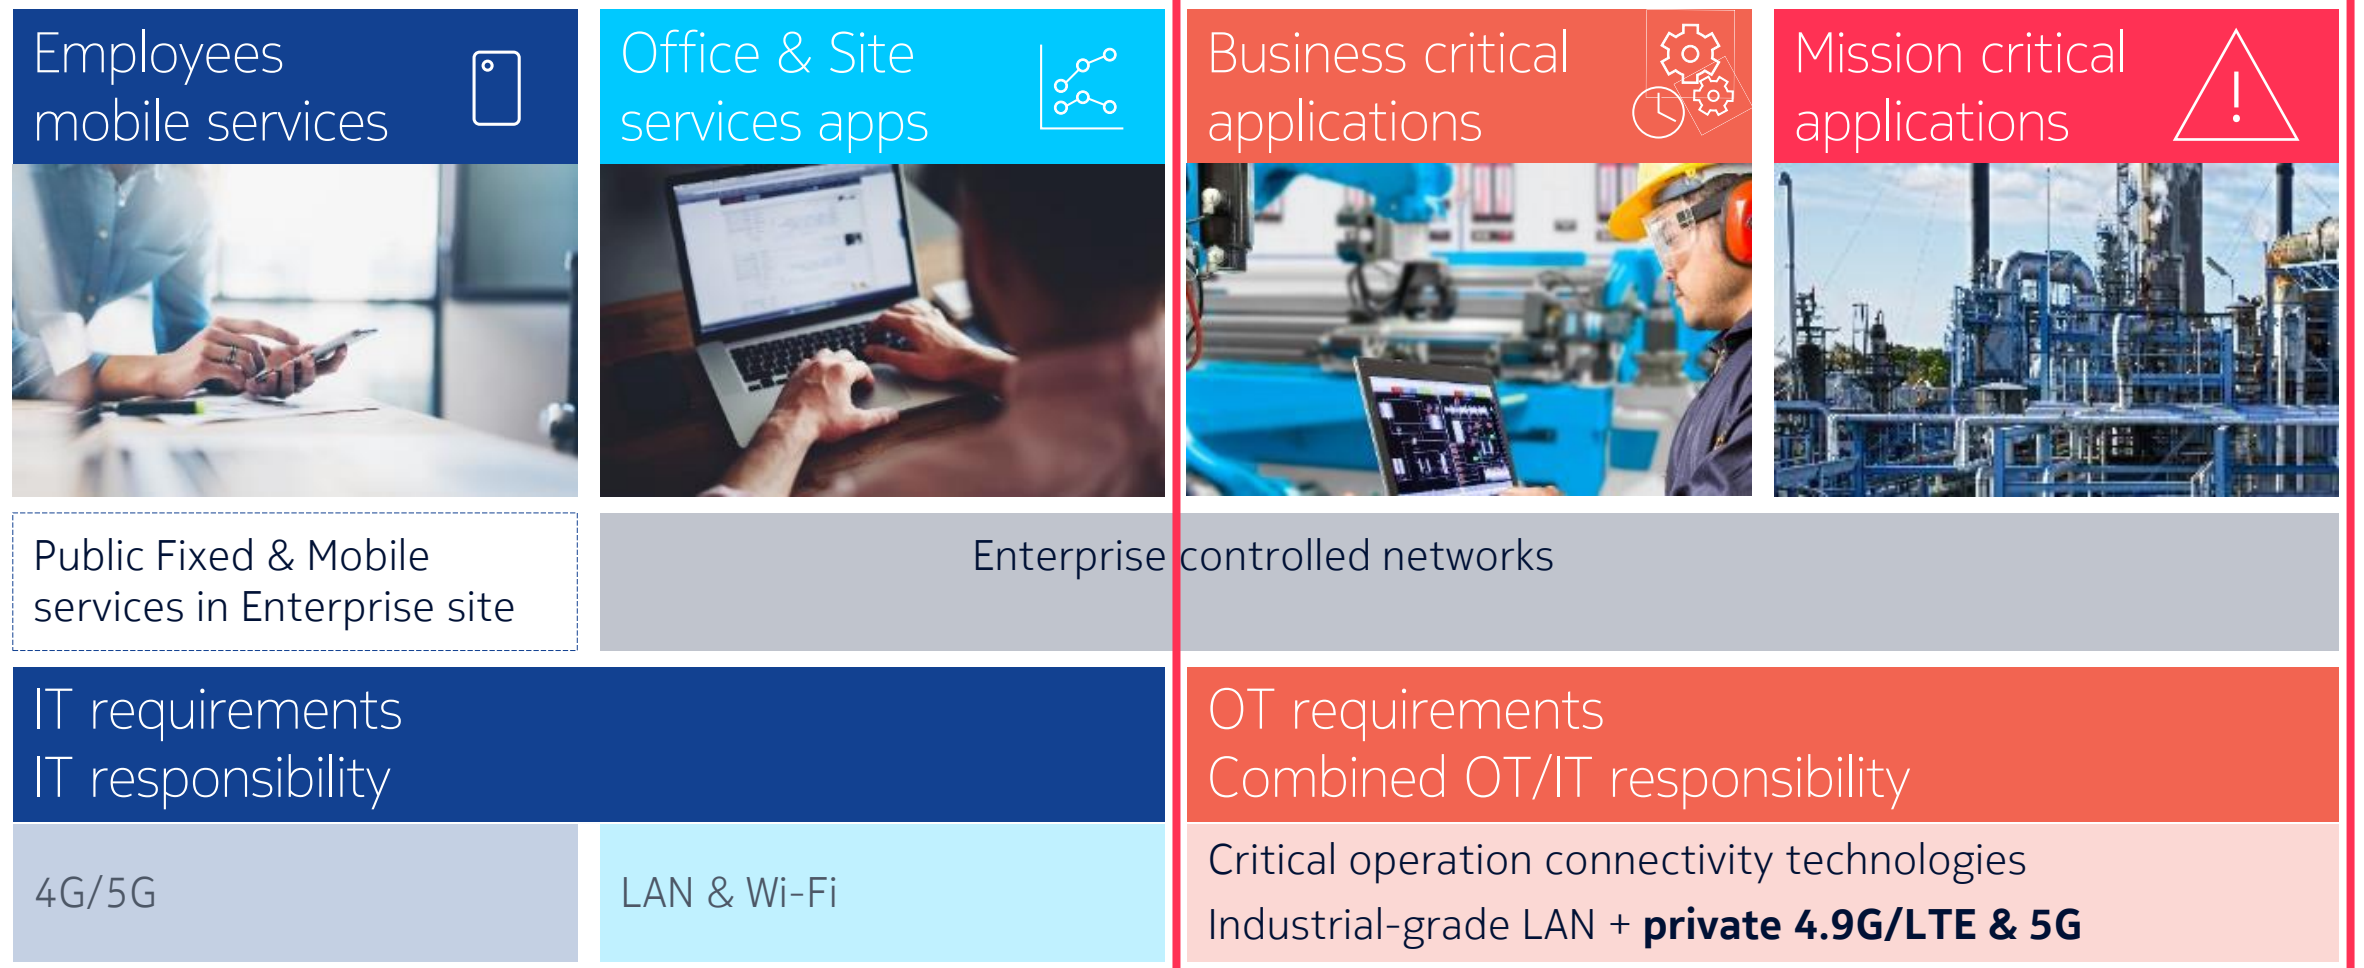 Employees
mobile services
Office & Site
services apps
Business critical
applications
Mission critical
applications
Public Fixed & Mobile
services in Enterprise site
Enterprise controlled networks
IT requirements
IT responsibility
OT requirements
Combined OT/IT responsibility
4G/5G
LAN & Wi-Fi
Critical operation connectivity technologies
Industrial-grade LAN + private 4.9G/LTE & 5G